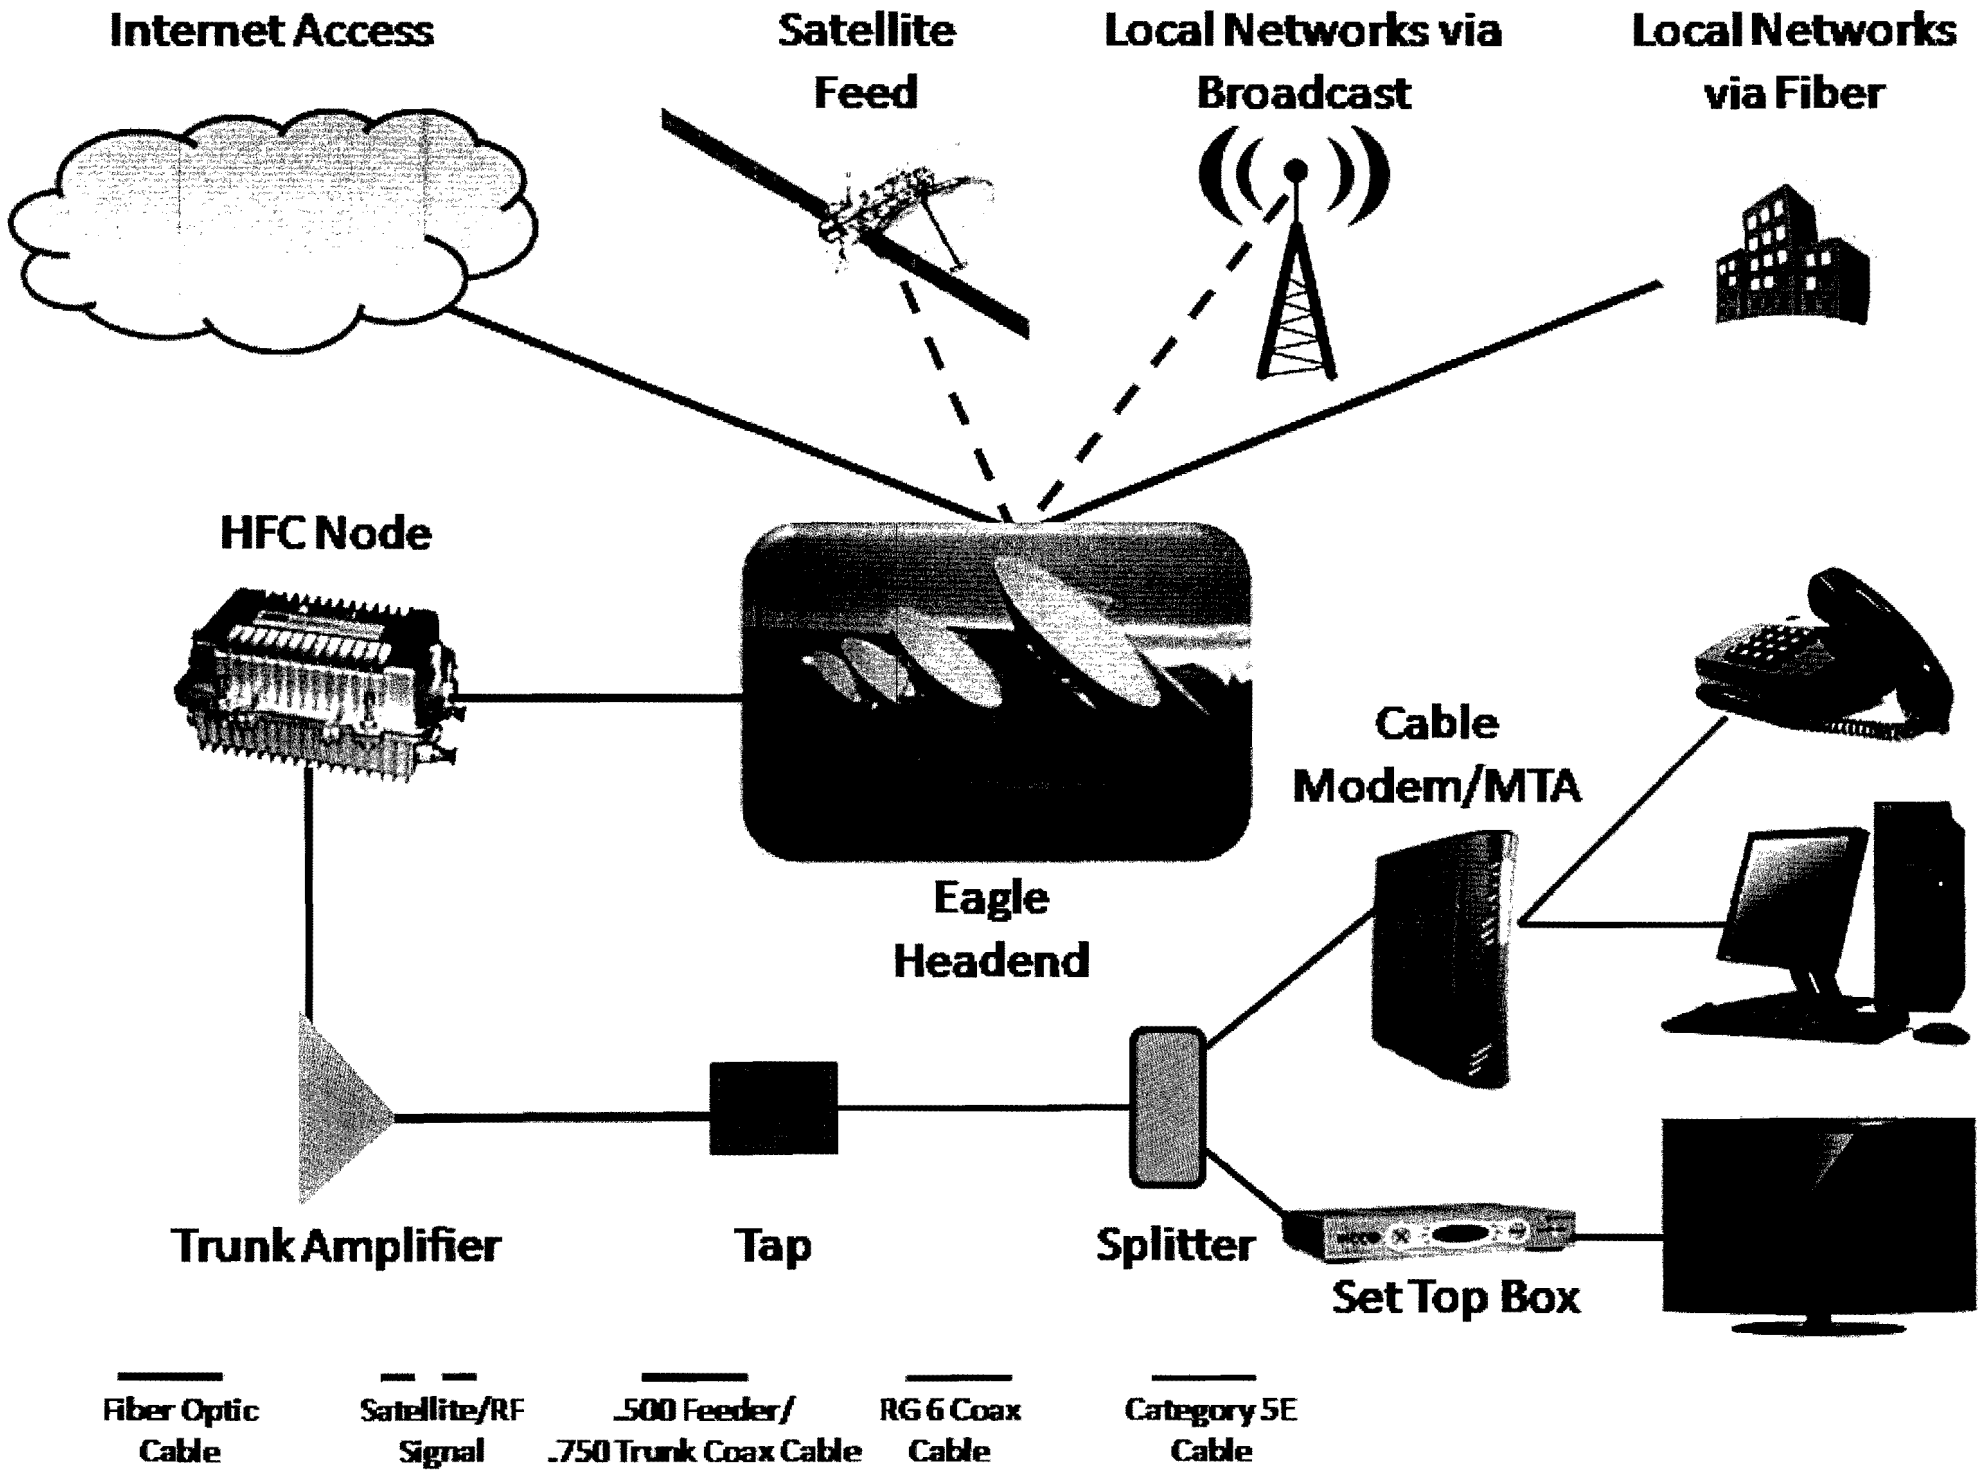 Internet Access
Satellite
Feed
Local Networks via
Broadcast
Local Networks
via Fiber
HFC Node
Cable
Modem/MTA
Eagle
Headend
Trunk Amplifier
Tap
Splitter
Set Top Box
Fiber Optic
Cable
Satellite/RF
Signal
.500 Feeder/
.750 Trunk Coax Cable
RG 6 Coax
Cable
Category 5E
Cable